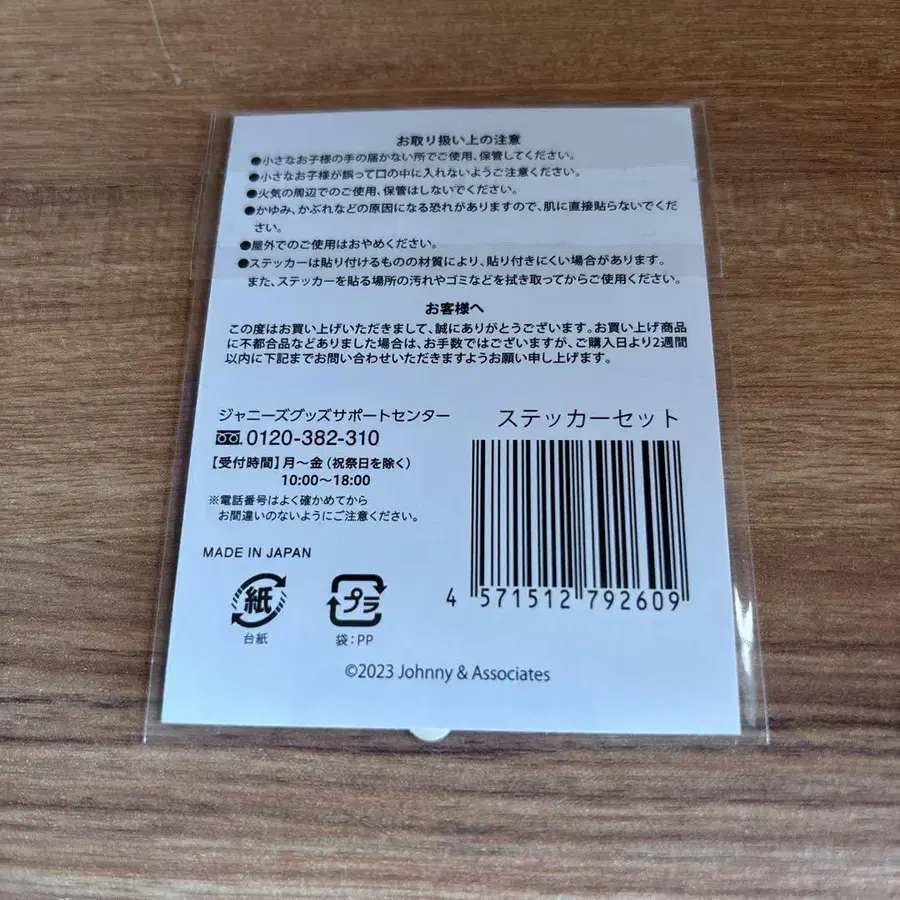 お取り扱い上の注意
●小さなお子様の手の届かない所でご使用、保管してください。
●小さなお子様が誤って口の中に入れないようご注意ください。
●火気の周辺でのご使用、保管はしないでください。
●かゆみ、かぶれなどの原因になる恐れがありますので、肌に直接貼らないでくだ
さい。
●屋外でのご使用はおやめください。
●ステッカーは貼り付けるものの材質により、貼り付きにくい場合があります。
また、ステッカーを貼る場所の汚れやゴミなどを拭き取ってからご使用ください。
お客様へ
この度はお買い上げいただきまして、誠にありがとうございます。お買い上げ商品
に不都合品などありました場合は、お手数ではございますが、ご購入日より2週間
以内に下記までお問い合わせいただきますようお願い申し上げます。
ジャニーズグッズサポートセンター
0120-382-310
【受付時間】月〜金（祝祭日を除く）
10:00〜18:00
※電話番号はよく確かめてから
お間違いのないようにご注意ください。
MADE IN JAPAN
紙
台紙
プラ
袋：PP
ステッカーセット
4 571512 792609
©2023 Johnny & Associates